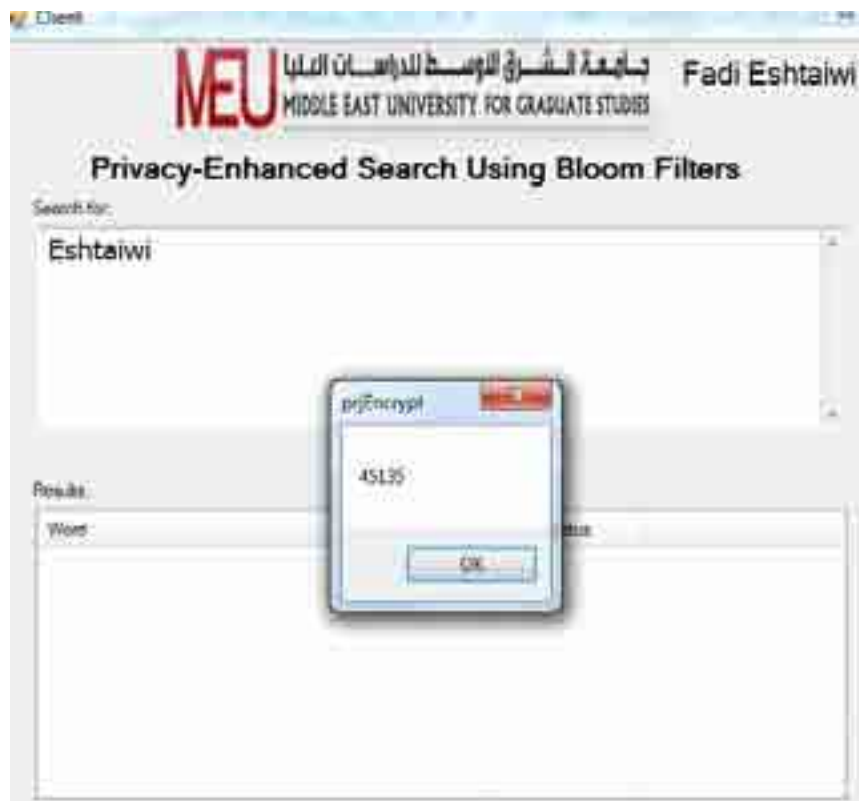 Client
MEU
جامعة الشرق الاوسط للدراسات العليا
MIDDLE EAST UNIVERSITY FOR GRADUATE STUDIES
Fadi Eshtaiwi
Privacy-Enhanced Search Using Bloom Filters
Search for:
Eshtaiwi
prjEncrypt
45135
OK
Results:
Word